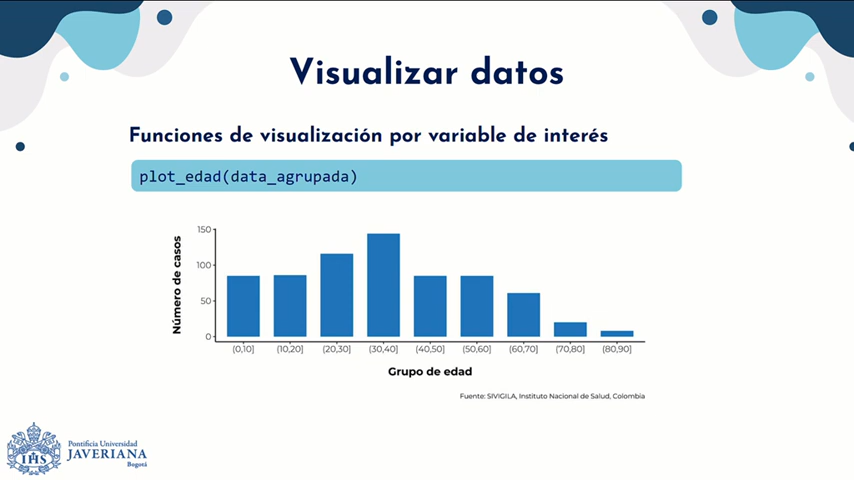 Visualizar datos
Funciones de visualización por variable de interés
plot_edad(data_agrupada)
Número de casos
150
100
50
0
(0,10]
(10,20]
(20,30]
(30,40]
(40,50]
(50,60]
(60,70]
(70,80]
(80,90]
Grupo de edad
Fuente: SIVIGILA, Instituto Nacional de Salud, Colombia
IHS
Pontificia Universidad
JAVERIANA
Bogotá